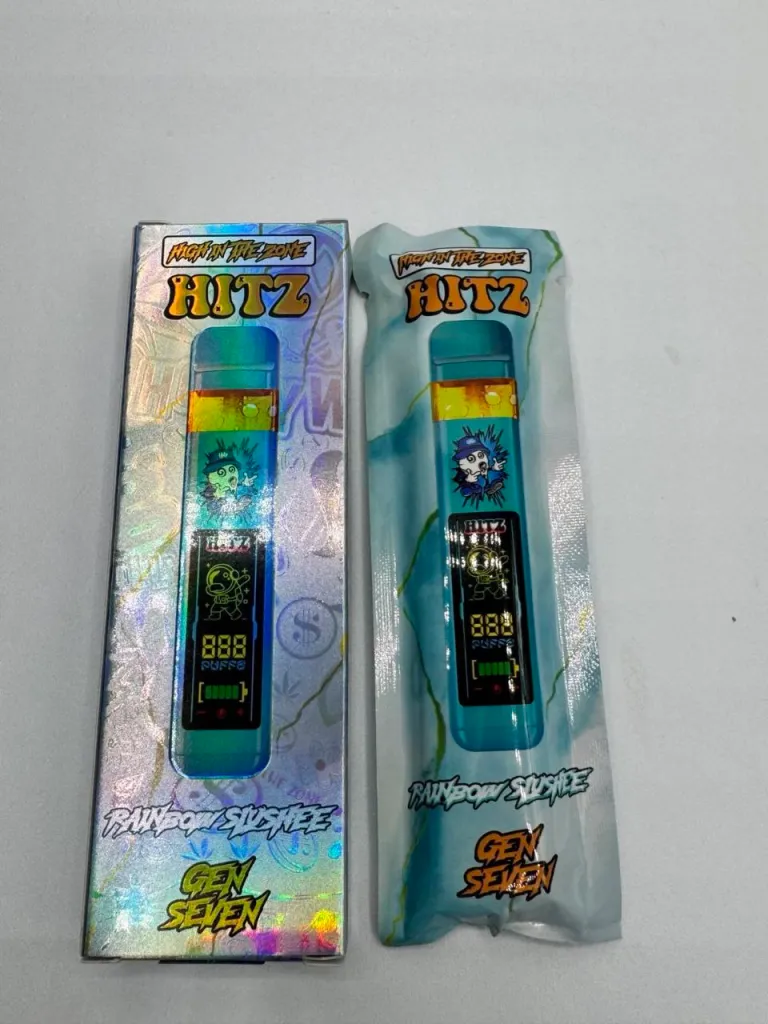 HIGH IN THE ZONE
HITZ
HITZ
888
PUFFS
RAINBOW SLUSHEE
GEN
SEVEN
HIGH IN THE ZONE
HITZ
HITZ
888
PUFFS
RAINBOW SLUSHEE
GEN
SEVEN